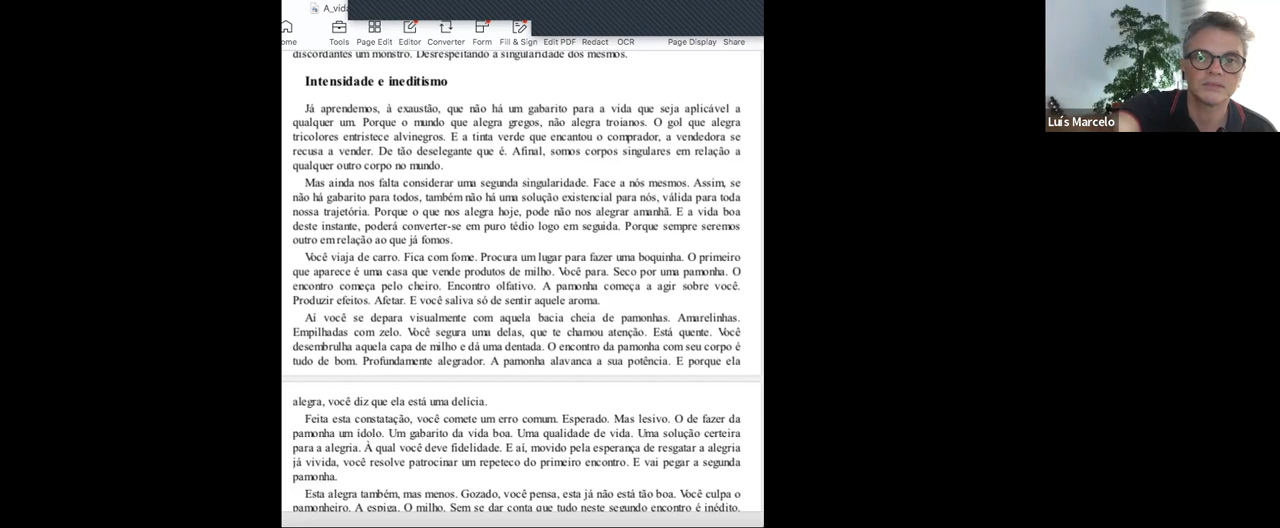 A_vida
ome Tools Page Edit Editor Converter Form Fill & Sign Edit PDF Redact OCR Page Display Share
discordantes um monstro. Desrespeitando a singularidade dos mesmos.
Intensidade e ineditismo
Já aprendemos, à exaustão, que não há um gabarito para a vida que seja aplicável a
qualquer um. Porque o mundo que alegra gregos, não alegra troianos. O gol que alegra
tricolores entristece alvinegros. E a tinta verde que encantou o comprador, a vendedora se
recusa a vender. De tão deselegante que é. Afinal, somos corpos singulares em relação a
qualquer outro corpo no mundo.
Mas ainda nos falta considerar uma segunda singularidade. Face a nós mesmos. Assim, se
não há gabarito para todos, também não há uma solução existencial para nós, válida para toda
nossa trajetória. Porque o que nos alegra hoje, pode não nos alegrar amanhã. E a vida boa
deste instante, poderá converter-se em puro tédio logo em seguida. Porque sempre seremos
outro em relação ao que já fomos.
Você viaja de carro. Fica com fome. Procura um lugar para fazer uma boquinha. O primeiro
que aparece é uma casa que vende produtos de milho. Você para. Seco por uma pamonha. O
encontro começa pelo cheiro. Encontro olfativo. A pamonha começa a agir sobre você.
Produzir efeitos. Afetar. E você saliva só de sentir aquele aroma.
Aí você se depara visualmente com aquela bacia cheia de pamonhas. Amarelinhas.
Empilhadas com zelo. Você segura uma delas, que te chamou atenção. Está quente. Você
desembrulha aquela capa de milho e dá uma dentada. O encontro da pamonha com seu corpo é
tudo de bom. Profundamente alegrador. A pamonha alavanca a sua potência. E porque ela
alegra, você diz que ela está uma delícia.
Feita esta constatação, você comete um erro comum. Esperado. Mas lesivo. O de fazer da
pamonha um ídolo. Um gabarito da vida boa. Uma qualidade de vida. Uma solução certeira
para a alegria. À qual você deve fidelidade. E aí, movido pela esperança de resgatar a alegria
já vivida, você resolve patrocinar um repeteco do primeiro encontro. E vai pegar a segunda
pamonha.
Esta alegra também, mas menos. Gozado, você pensa, esta já não está tão boa. Você culpa o
pamonheiro. A espiga. O milho. Sem se dar conta que tudo neste segundo encontro é inédito.
Luís Marcelo